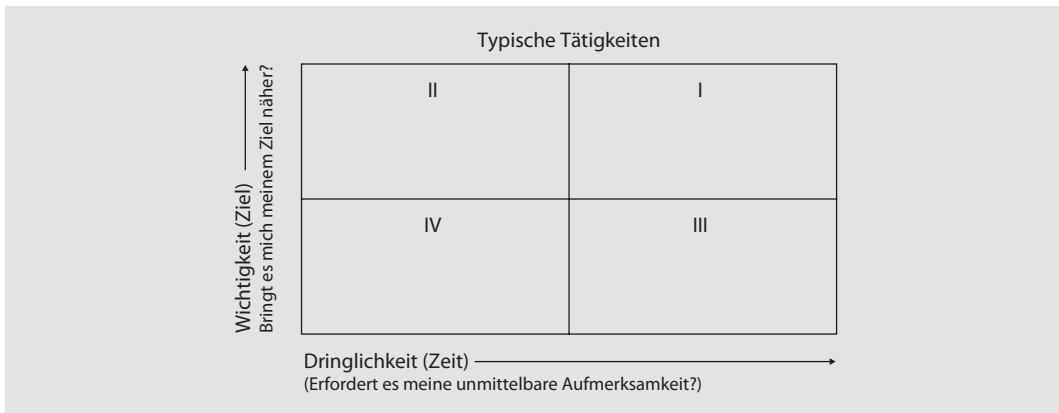 Typische Tätigkeiten
Wichtigkeit (Ziel)
Bringt es mich meinem Ziel näher?
II
I
IV
III
Dringlichkeit (Zeit)
(Erfordert es meine unmittelbare Aufmerksamkeit?)